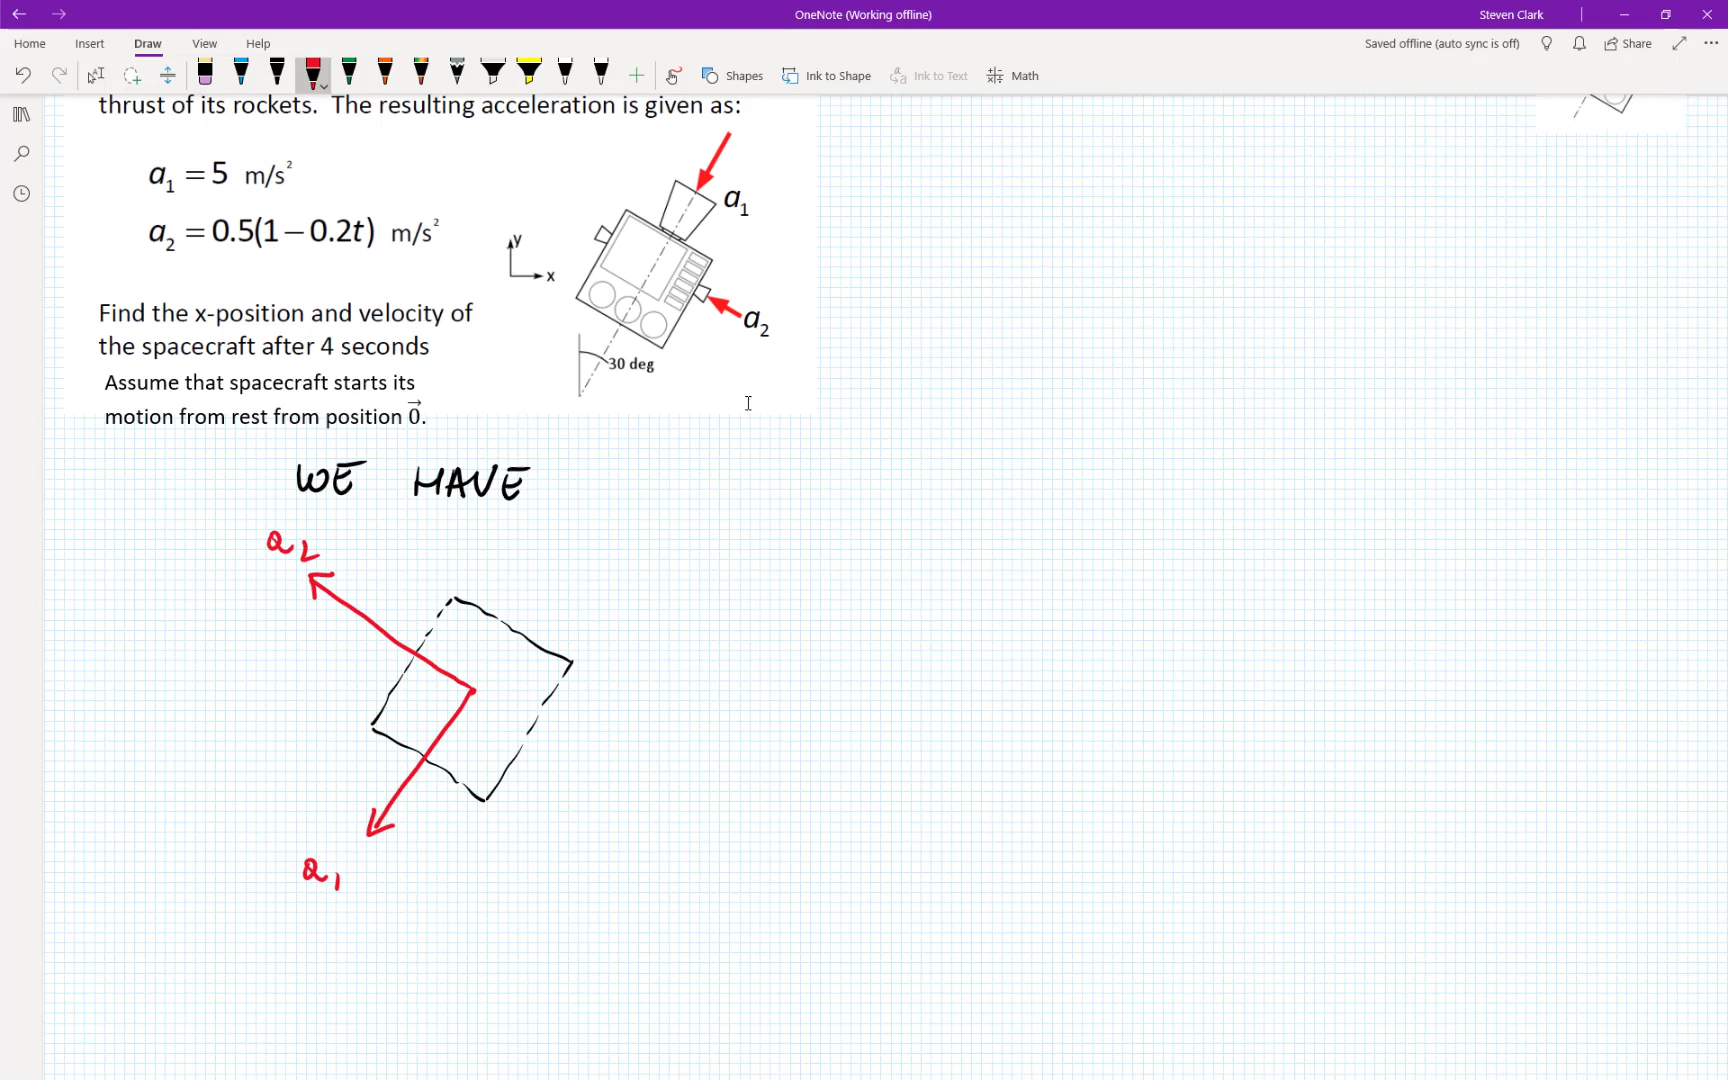 OneNote (Working offline)
Steven Clark
Home Insert Draw View Help
Saved offline (auto sync is off)
Share
Shapes
Ink to Shape
Ink to Text
Math
thrust of its rockets. The resulting acceleration is given as:
a₁ = 5 m/s²
a₂ = 0.5(1 − 0.2t) m/s²
a₁
y
x
a₂
30 deg
Find the x-position and velocity of
the spacecraft after 4 seconds
Assume that spacecraft starts its
motion from rest from position 0⃗.
WE HAVE
a₂
a₁